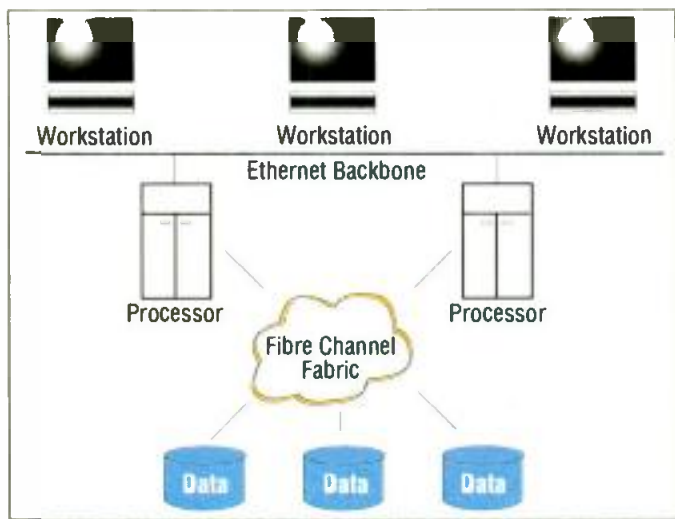 Workstation
Workstation
Workstation
Ethernet Backbone
Processor
Processor
Fibre Channel
Fabric
Data
Data
Data